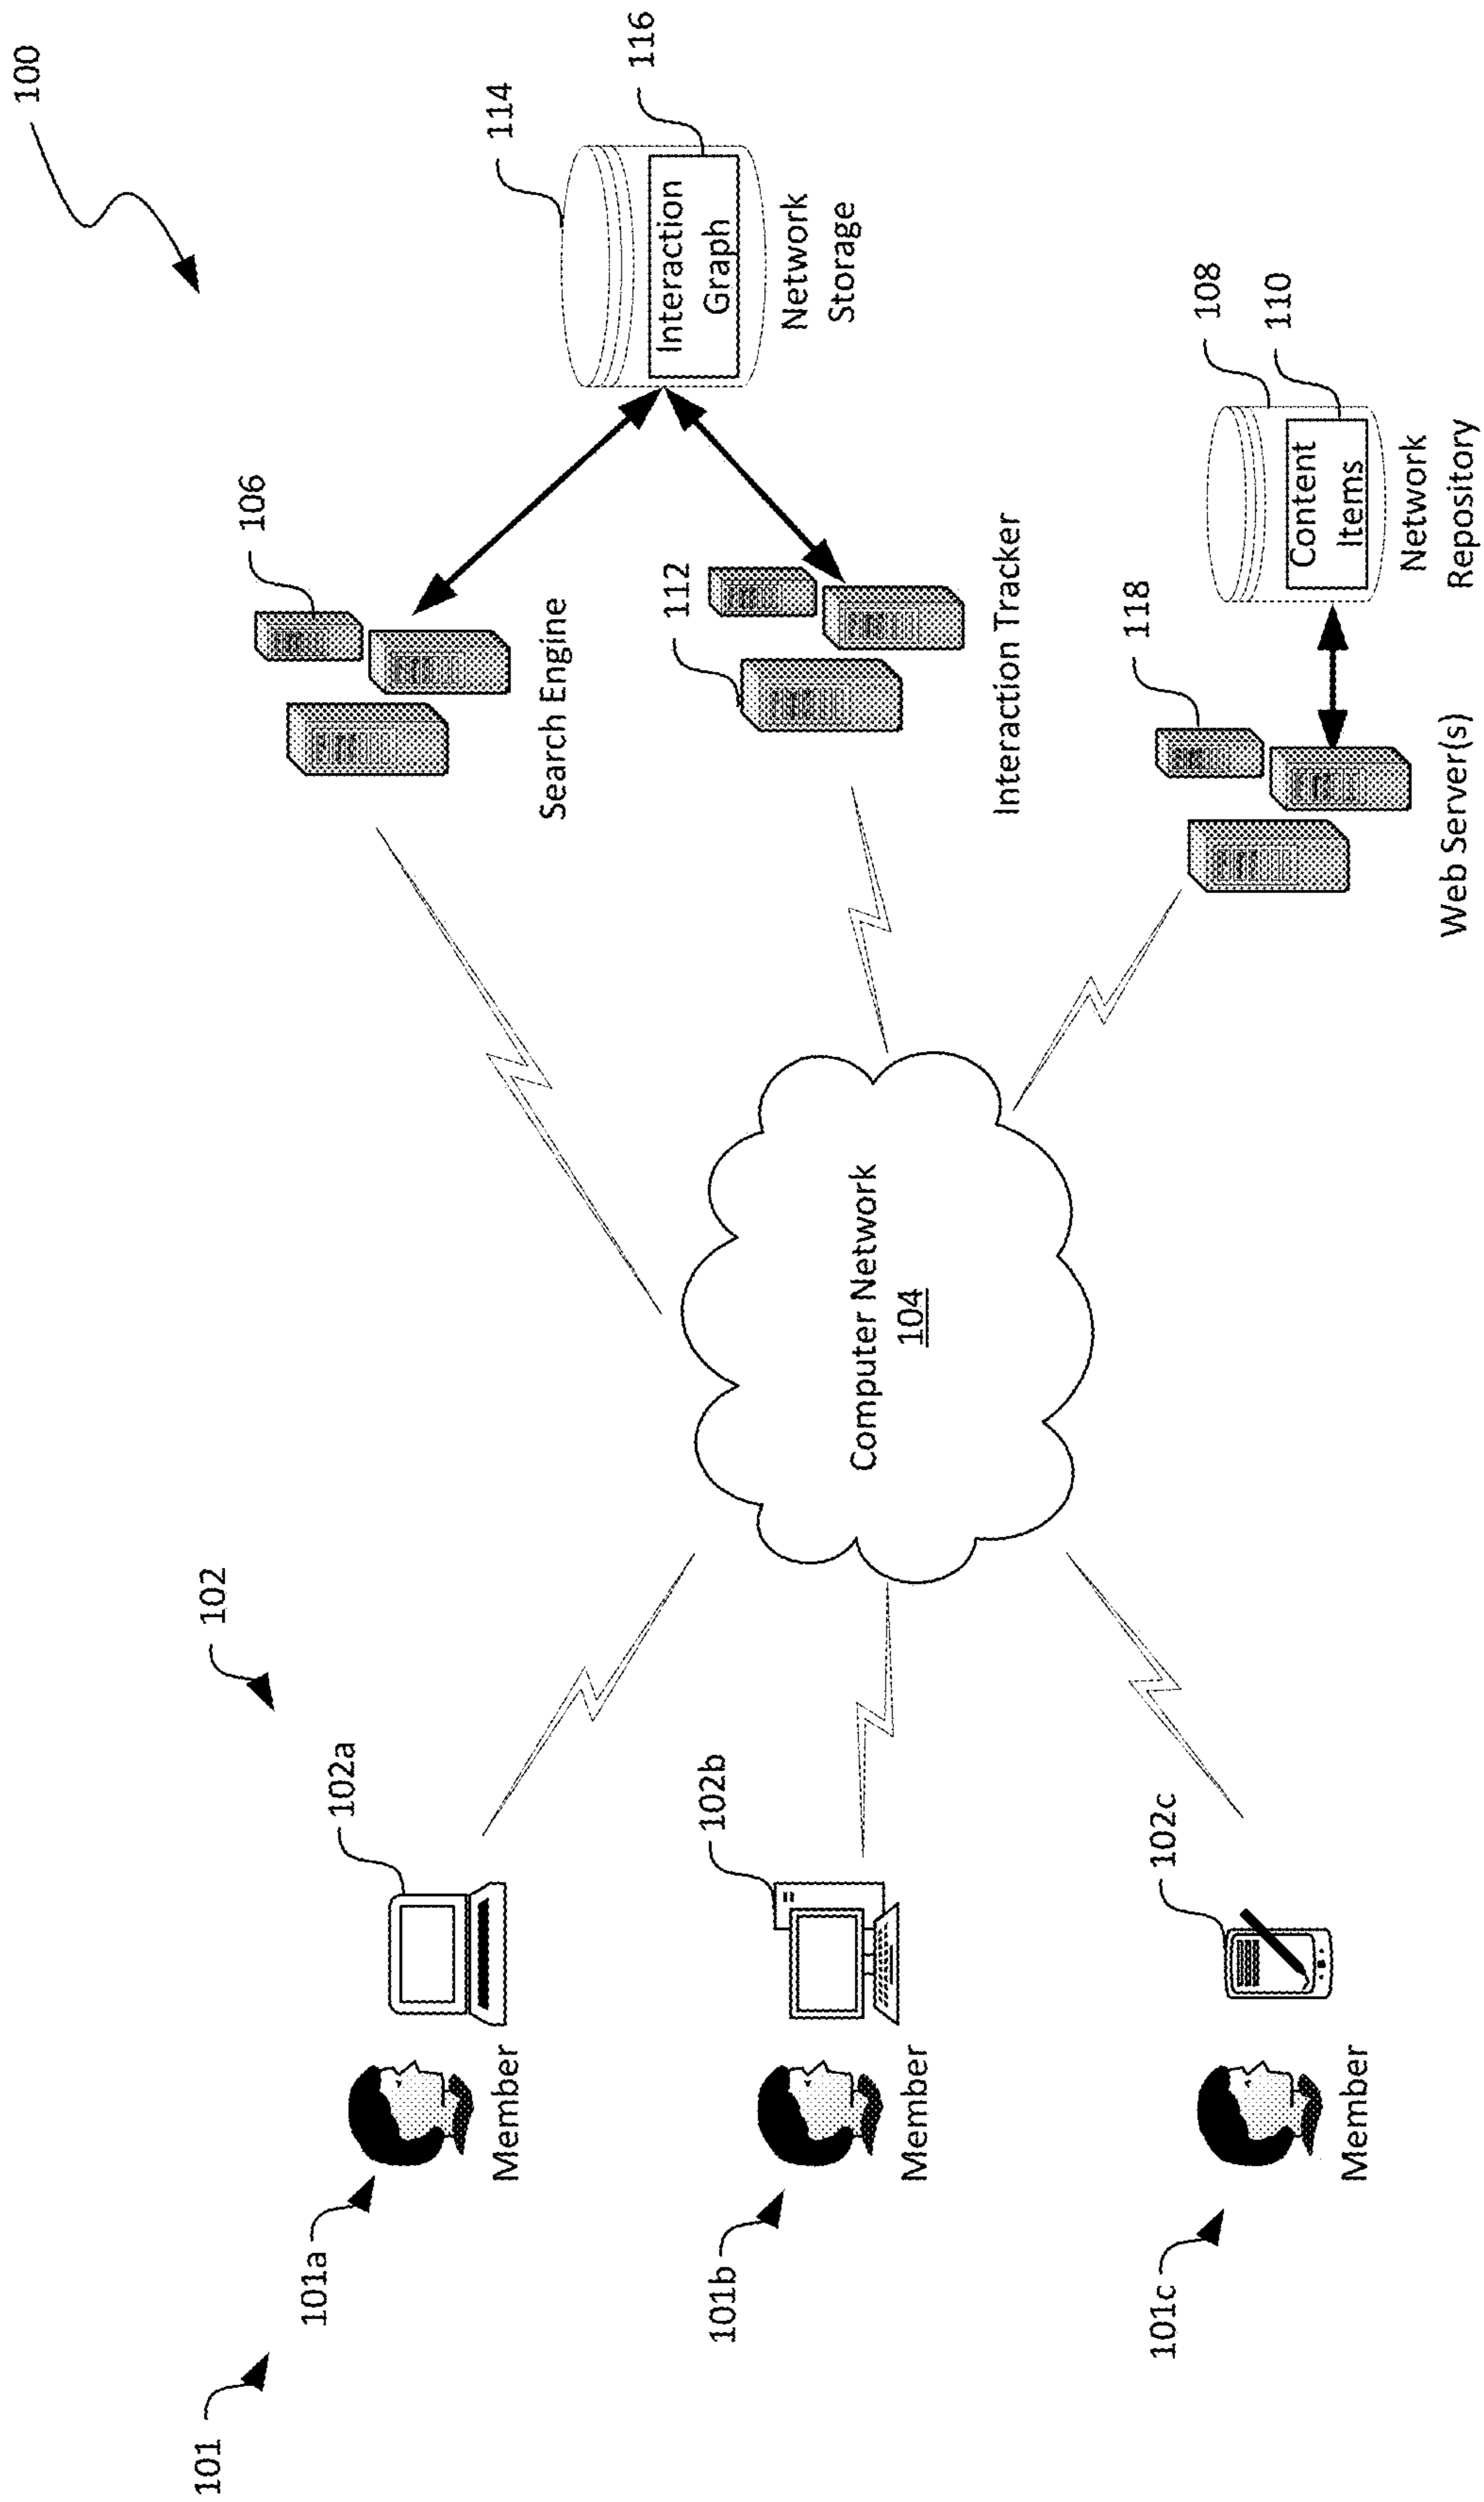 100
101
101a
Member
102
102a
101b
Member
102b
101c
Member
102c
Computer Network
104
106
Search Engine
112
Interaction Tracker
114
116
Interaction
Graph
Network
Storage
118
Web Server(s)
108
110
Content
Items
Network
Repository